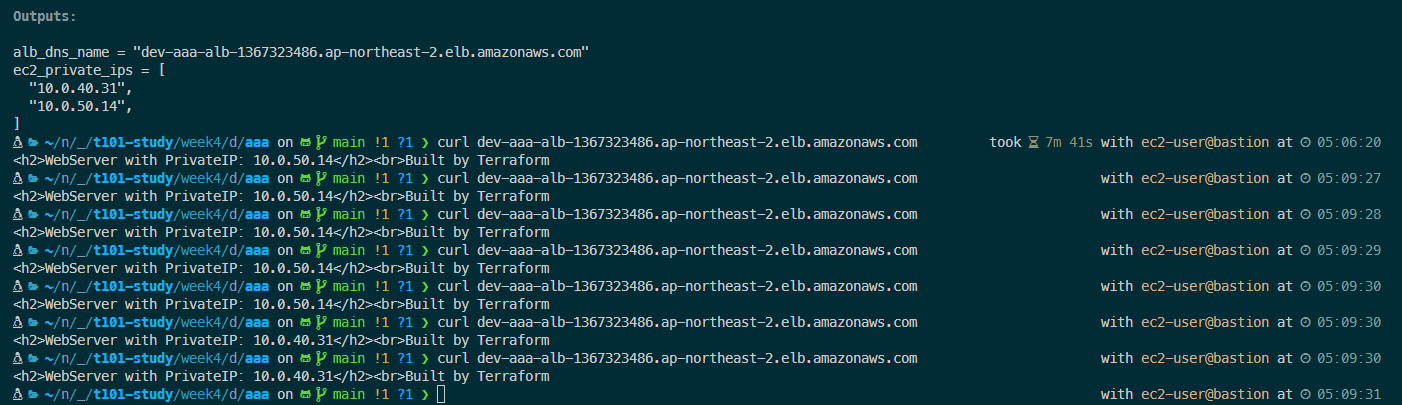 Outputs:
alb_dns_name = "dev-aaa-alb-1367323486.ap-northeast-2.elb.amazonaws.com"
ec2_private_ips = [
  "10.0.40.31",
  "10.0.50.14",
]
~/n/_/t101-study/week4/d/aaa on main !1 ?1 ❯ curl dev-aaa-alb-1367323486.ap-northeast-2.elb.amazonaws.com took 7m 41s with ec2-user@bastion at 05:06:20
<h2>WebServer with PrivateIP: 10.0.50.14</h2><br>Built by Terraform
~/n/_/t101-study/week4/d/aaa on main !1 ?1 ❯ curl dev-aaa-alb-1367323486.ap-northeast-2.elb.amazonaws.com with ec2-user@bastion at 05:09:27
<h2>WebServer with PrivateIP: 10.0.50.14</h2><br>Built by Terraform
~/n/_/t101-study/week4/d/aaa on main !1 ?1 ❯ curl dev-aaa-alb-1367323486.ap-northeast-2.elb.amazonaws.com with ec2-user@bastion at 05:09:28
<h2>WebServer with PrivateIP: 10.0.50.14</h2><br>Built by Terraform
~/n/_/t101-study/week4/d/aaa on main !1 ?1 ❯ curl dev-aaa-alb-1367323486.ap-northeast-2.elb.amazonaws.com with ec2-user@bastion at 05:09:29
<h2>WebServer with PrivateIP: 10.0.50.14</h2><br>Built by Terraform
~/n/_/t101-study/week4/d/aaa on main !1 ?1 ❯ curl dev-aaa-alb-1367323486.ap-northeast-2.elb.amazonaws.com with ec2-user@bastion at 05:09:30
<h2>WebServer with PrivateIP: 10.0.50.14</h2><br>Built by Terraform
~/n/_/t101-study/week4/d/aaa on main !1 ?1 ❯ curl dev-aaa-alb-1367323486.ap-northeast-2.elb.amazonaws.com with ec2-user@bastion at 05:09:30
<h2>WebServer with PrivateIP: 10.0.40.31</h2><br>Built by Terraform
~/n/_/t101-study/week4/d/aaa on main !1 ?1 ❯ curl dev-aaa-alb-1367323486.ap-northeast-2.elb.amazonaws.com with ec2-user@bastion at 05:09:30
<h2>WebServer with PrivateIP: 10.0.40.31</h2><br>Built by Terraform
~/n/_/t101-study/week4/d/aaa on main !1 ?1 ❯ with ec2-user@bastion at 05:09:31